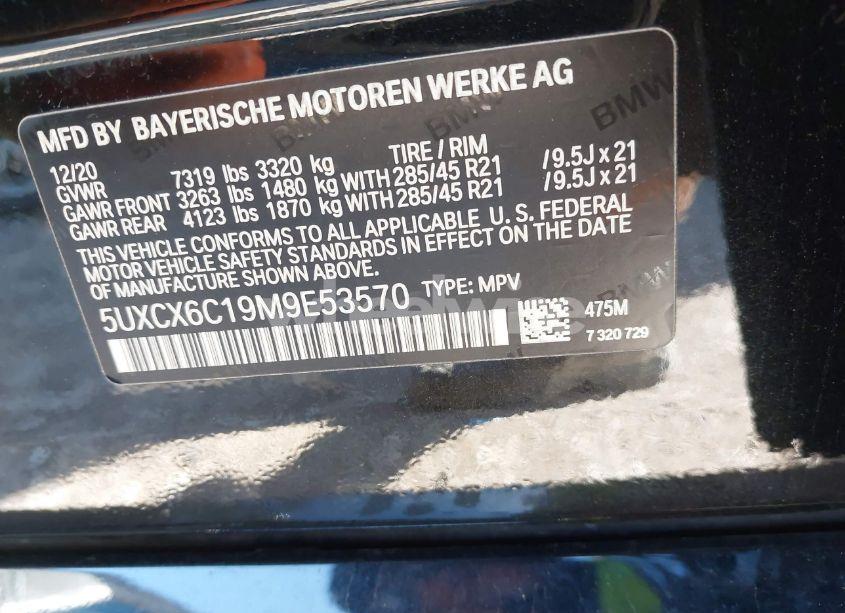 MFD BY BAYERISCHE MOTOREN WERKE AG
12/20 TIRE / RIM
GVWR 7319 lbs 3320 kg
GAWR FRONT 3263 lbs 1480 kg WITH 285/45 R21 /9.5J x 21
GAWR REAR 4123 lbs 1870 kg WITH 285/45 R21 /9.5J x 21
THIS VEHICLE CONFORMS TO ALL APPLICABLE U. S. FEDERAL
MOTOR VEHICLE SAFETY STANDARDS IN EFFECT ON THE DATE
OF MANUFACTURE SHOWN ABOVE.
5UXCX6C19M9E53570 TYPE: MPV
475M
7 320 729
BMW
BMW